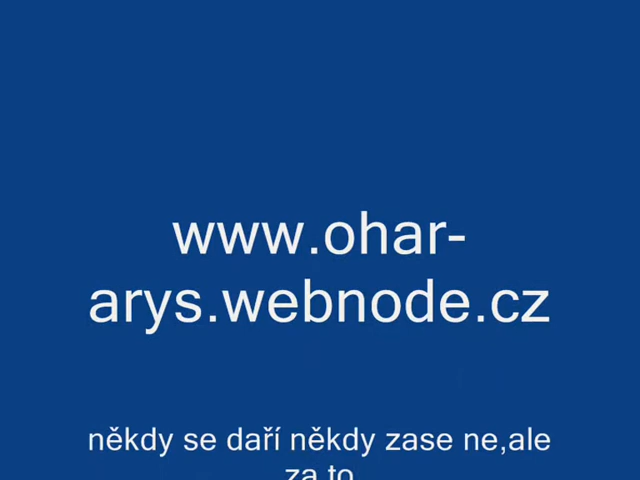 www.ohar-
arys.webnode.cz
někdy se daří někdy zase ne,ale
za to